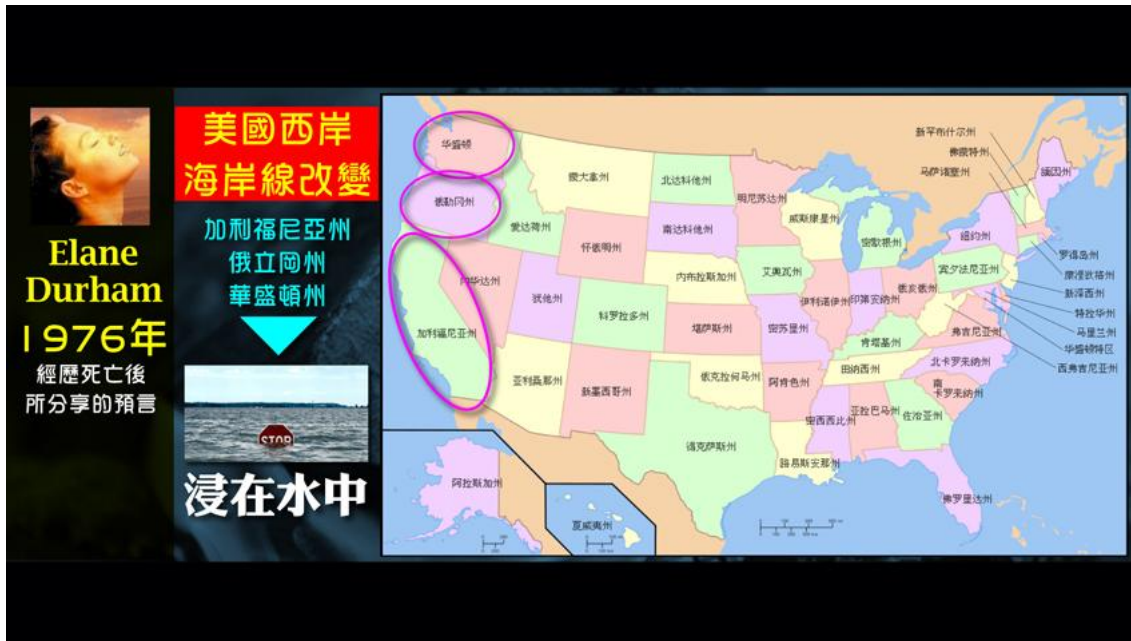 Elane
Durham
1976年
經歷死亡後
所分享的預言
美國西岸
海岸線改變
加利福尼亞州
俄立岡州
華盛頓州
STOP
浸在水中
华盛顿
俄勒冈州
加利福尼亚州
内华达州
爱达荷州
蒙大拿州
怀俄明州
犹他州
亚利桑那州
科罗拉多州
新墨西哥州
北达科他州
南达科他州
内布拉斯加州
堪萨斯州
俄克拉何马州
得克萨斯州
明尼苏达州
艾奥瓦州
密苏里州
阿肯色州
路易斯安那州
威斯康星州
伊利诺伊州
密歇根州
印第安纳州
俄亥俄州
肯塔基州
田纳西州
密西西比州
亚拉巴马州
佐治亚州
佛罗里达州
南
卡罗来纳州
北卡罗来纳州
弗吉尼亚州
西弗吉尼亚州
华盛顿特区
马里兰州
特拉华州
新泽西州
宾夕法尼亚州
纽约州
康涅狄格州
罗得岛州
马萨诸塞州
佛蒙特州
新罕布什尔州
缅因州
阿拉斯加州
夏威夷州